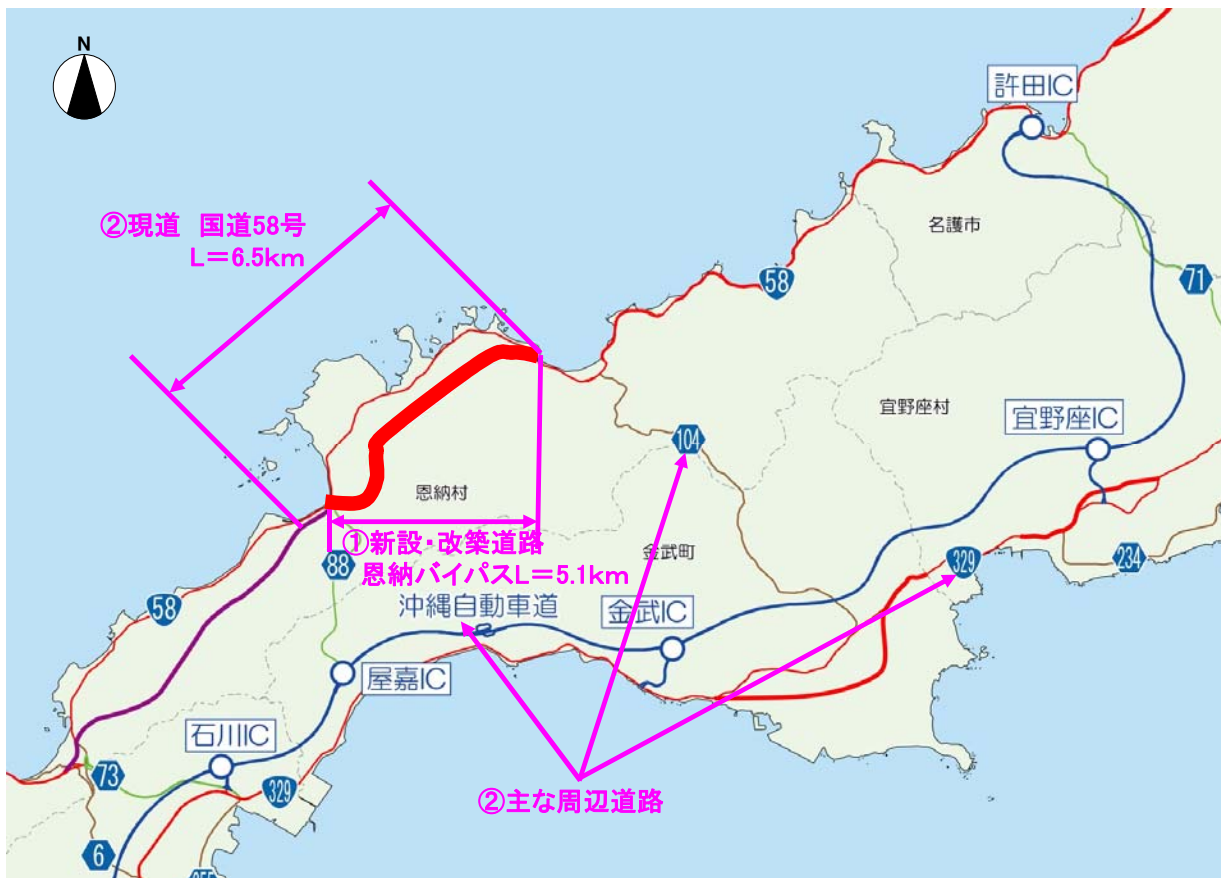 N
許田IC
②現道 国道58号
L=6.5km
名護市
58
71
宜野座村
宜野座IC
104
恩納村
①新設・改築道路
金武町
恩納バイパスL=5.1km
88
329
234
58
沖縄自動車道
金武IC
屋嘉IC
石川IC
73
329
②主な周辺道路
6
255